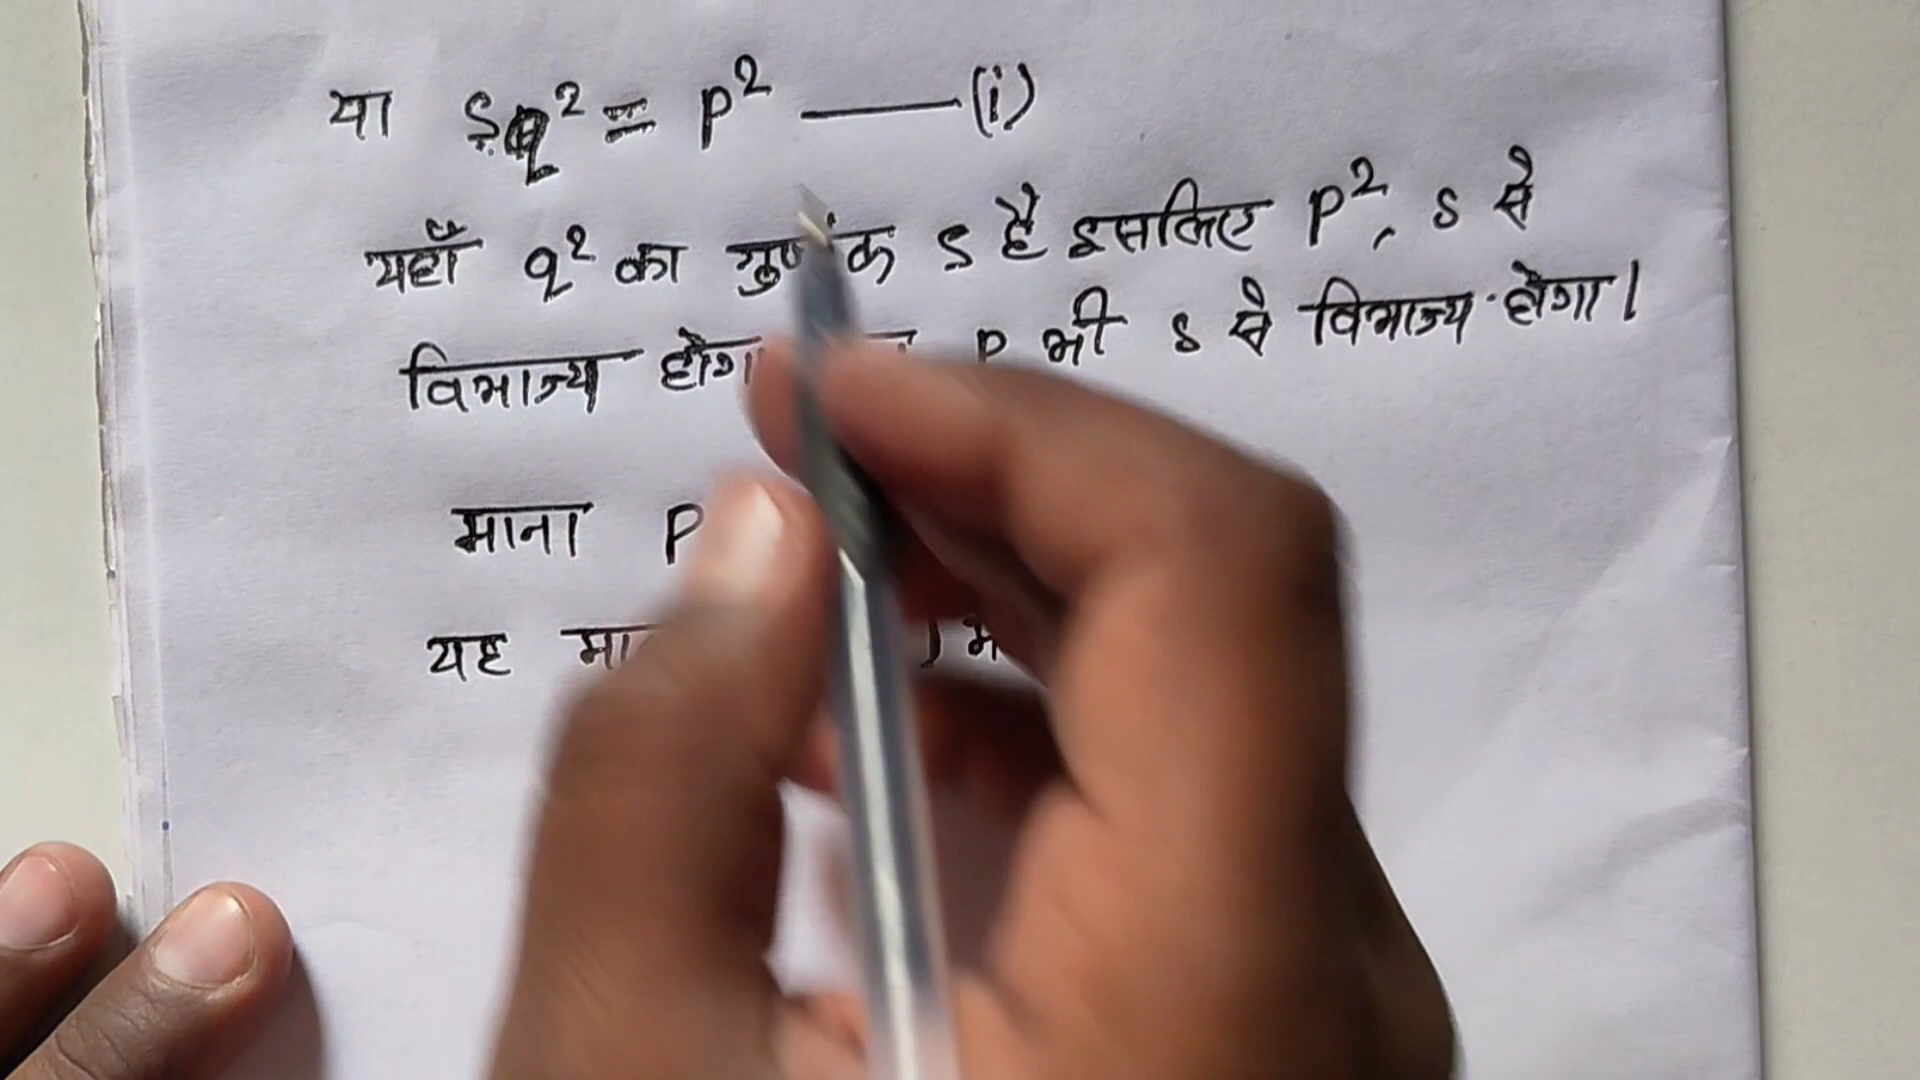 या 5q² = p² —— (i)
यहाँ q² का गुणांक 5 है इसलिए p², 5 से
विभाज्य p भी 5 से विभाज्य होगा।
माना P
यह